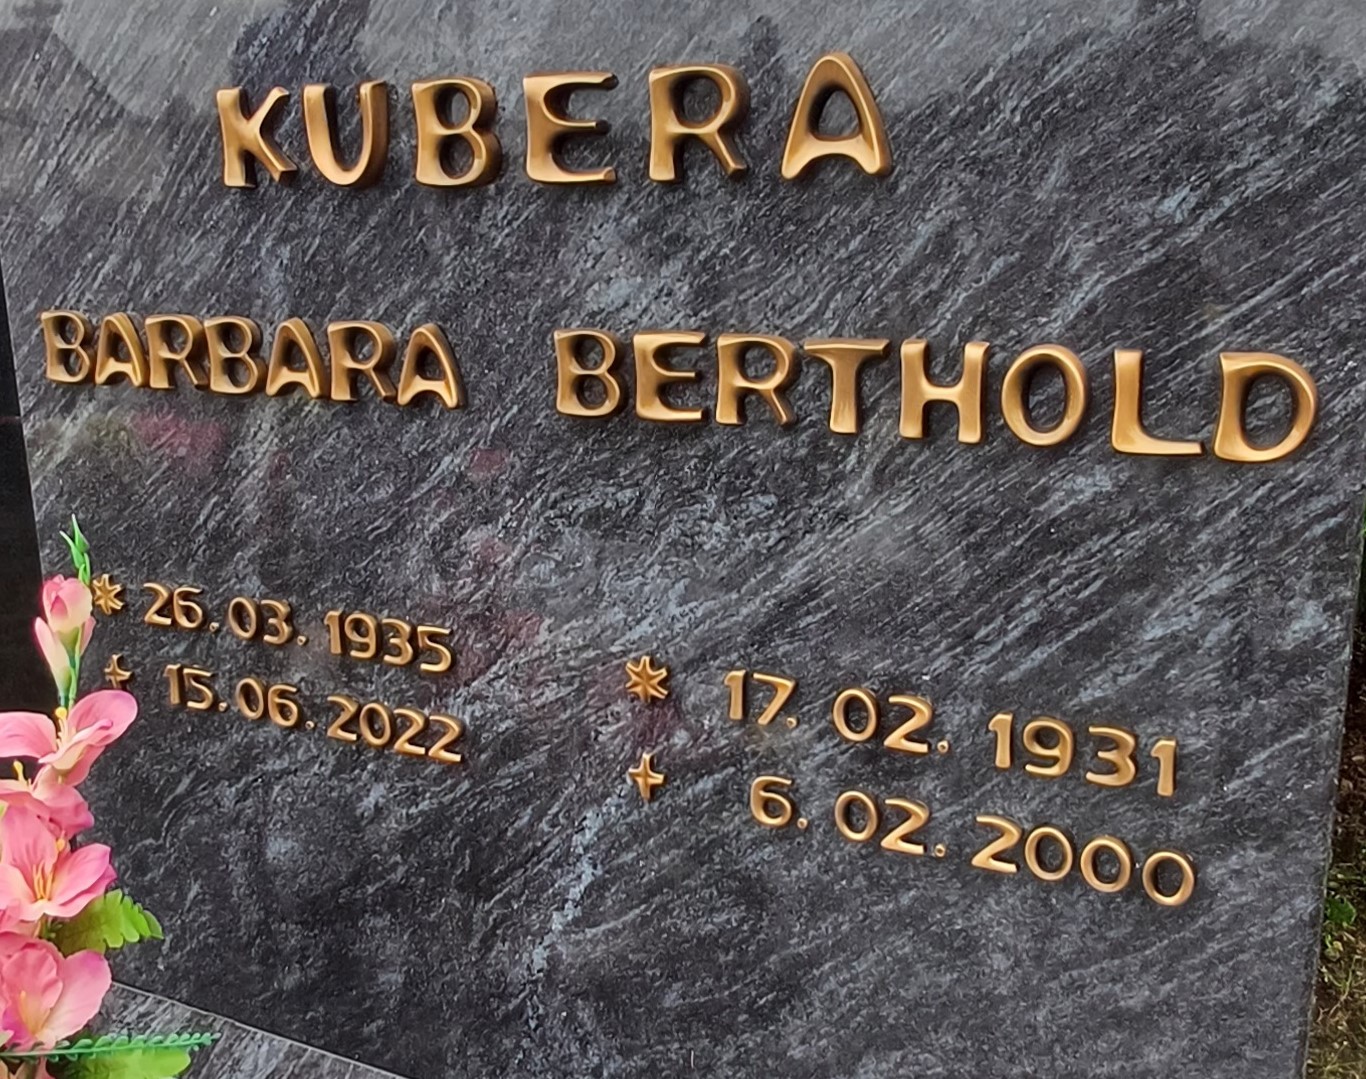 KUBERA
BARBARA BERTHOLD
* 26.03.1935
+ 15.06.2022
* 17. 02. 1931
+ 6. 02. 2000